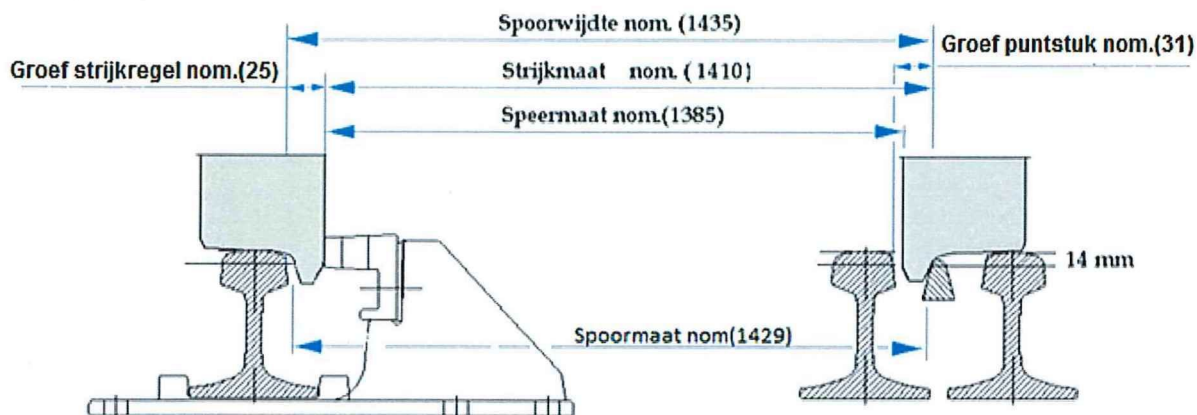 Spoorwijdte nom. (1435)
Groef puntstuk nom.(31)
Groef strijkregel nom.(25)
Strijkmaat nom. ( 1410)
Speermaat nom.(1385)
14 mm
Spoormaat nom(1429)